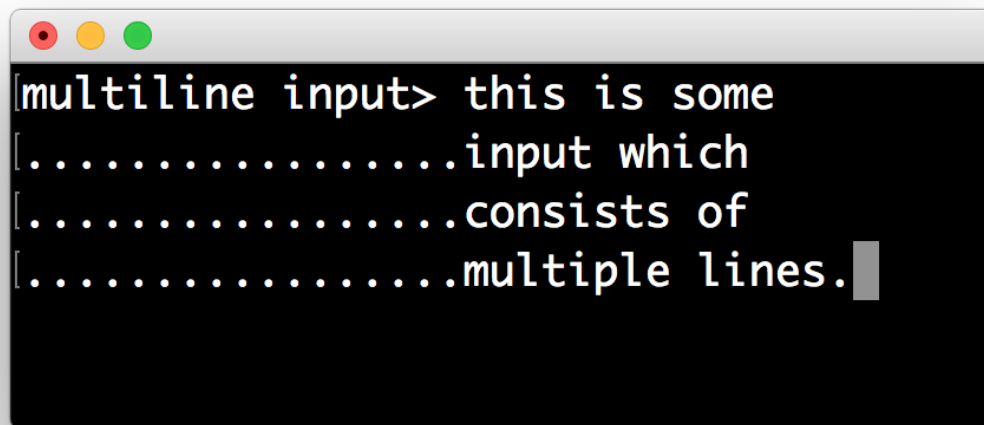 multiline input> this is some
.................input which
.................consists of
.................multiple lines.